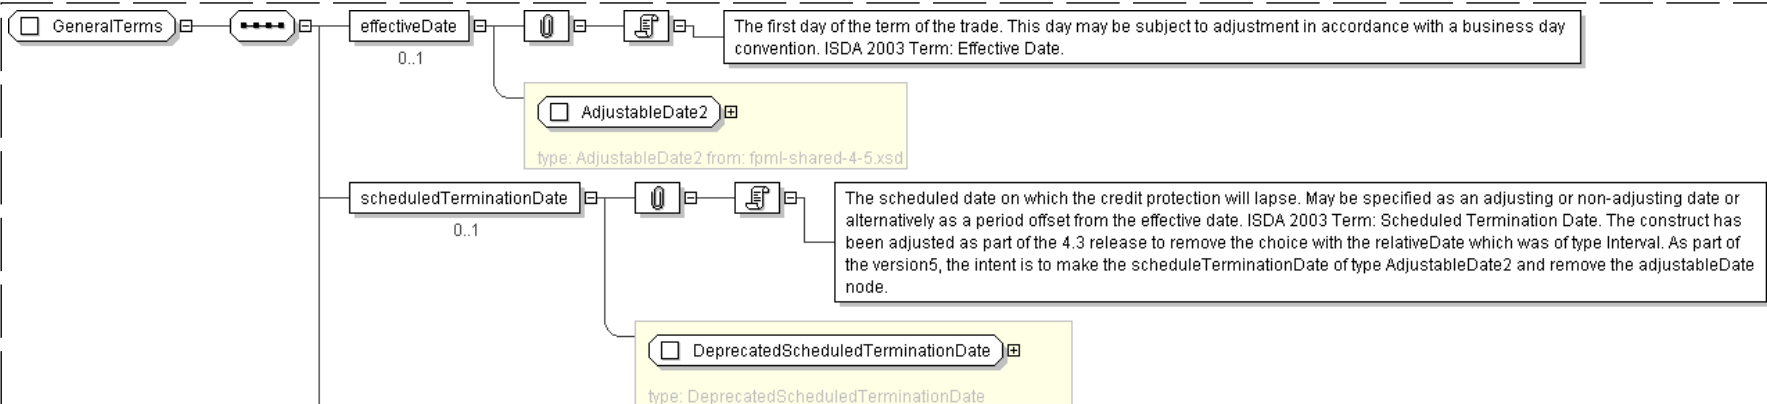 GeneralTerms
effectiveDate
0..1
The first day of the term of the trade. This day may be subject to adjustment in accordance with a business day
convention. ISDA 2003 Term: Effective Date.
AdjustableDate2
type: AdjustableDate2 from: fpml-shared-4-5.xsd
scheduledTerminationDate
0..1
The scheduled date on which the credit protection will lapse. May be specified as an adjusting or non-adjusting date or
alternatively as a period offset from the effective date. ISDA 2003 Term: Scheduled Termination Date. The construct has
been adjusted as part of the 4.3 release to remove the choice with the relativeDate which was of type Interval. As part of
the version5, the intent is to make the scheduleTerminationDate of type AdjustableDate2 and remove the adjustableDate
node.
DeprecatedScheduledTerminationDate
type: DeprecatedScheduledTerminationDate